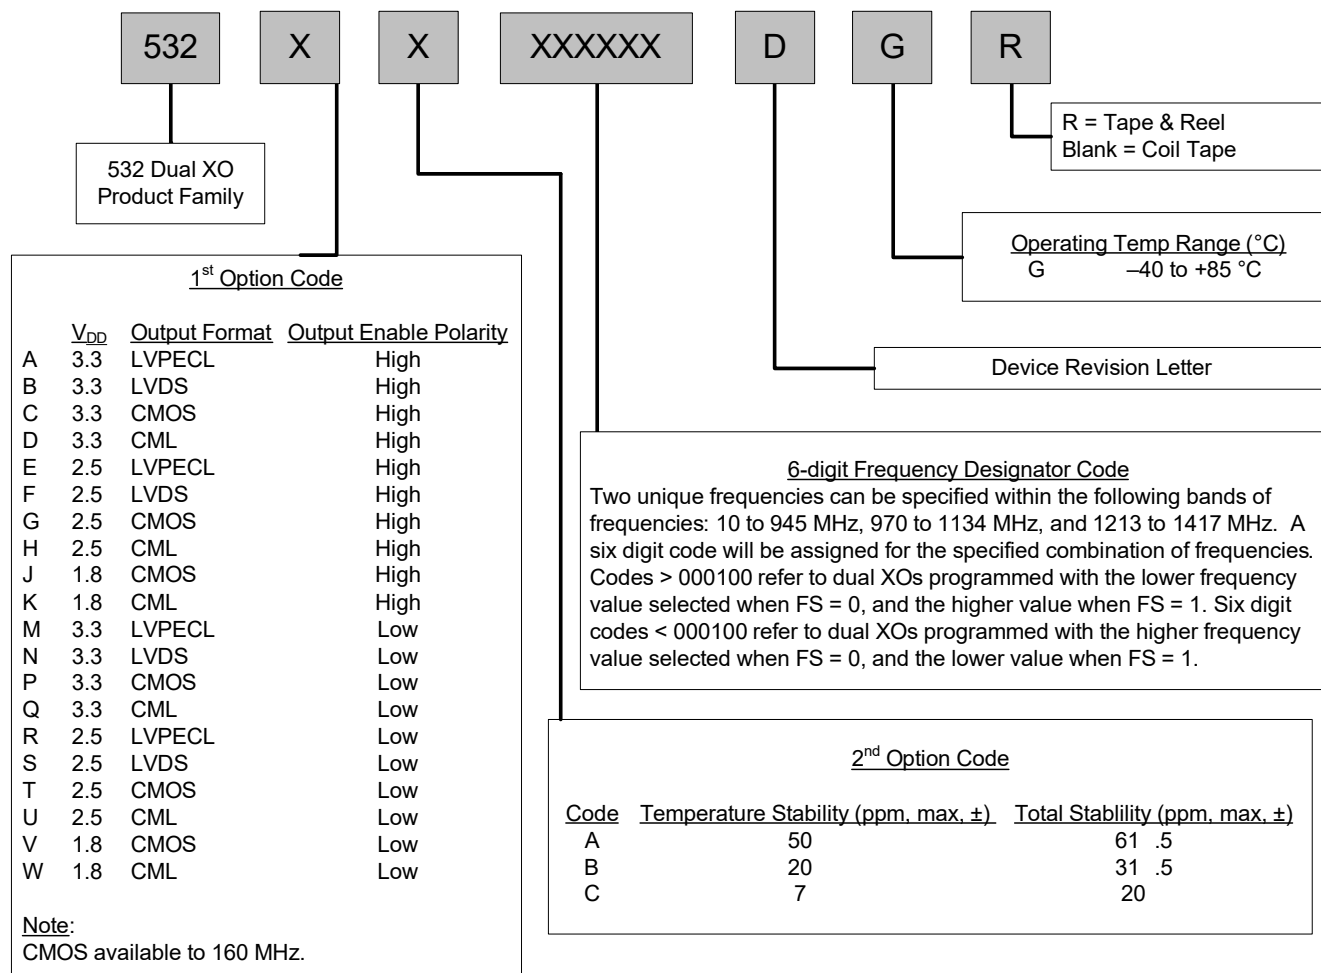 532 X X XXXXXX D G R
R = Tape & Reel
Blank = Coil Tape
532 Dual XO
Product Family
Operating Temp Range (°C)
G –40 to +85 °C
Device Revision Letter
1st Option Code
VDD Output Format Output Enable Polarity
A 3.3 LVPECL High
B 3.3 LVDS High
C 3.3 CMOS High
D 3.3 CML High
E 2.5 LVPECL High
F 2.5 LVDS High
G 2.5 CMOS High
H 2.5 CML High
J 1.8 CMOS High
K 1.8 CML High
M 3.3 LVPECL Low
N 3.3 LVDS Low
P 3.3 CMOS Low
Q 3.3 CML Low
R 2.5 LVPECL Low
S 2.5 LVDS Low
T 2.5 CMOS Low
U 2.5 CML Low
V 1.8 CMOS Low
W 1.8 CML Low
Note:
CMOS available to 160 MHz.
6-digit Frequency Designator Code
Two unique frequencies can be specified within the following bands of
frequencies: 10 to 945 MHz, 970 to 1134 MHz, and 1213 to 1417 MHz. A
six digit code will be assigned for the specified combination of frequencies.
Codes > 000100 refer to dual XOs programmed with the lower frequency
value selected when FS = 0, and the higher value when FS = 1. Six digit
codes < 000100 refer to dual XOs programmed with the higher frequency
value selected when FS = 0, and the lower value when FS = 1.
2nd Option Code
Code Temperature Stability (ppm, max, ±) Total Stablility (ppm, max, ±)
A 50 61 .5
B 20 31 .5
C 7 20